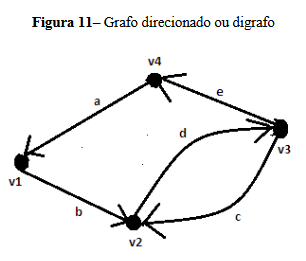 Figura 11– Grafo direcionado ou digrafo
v4
a
e
d
v3
v1
b
c
v2